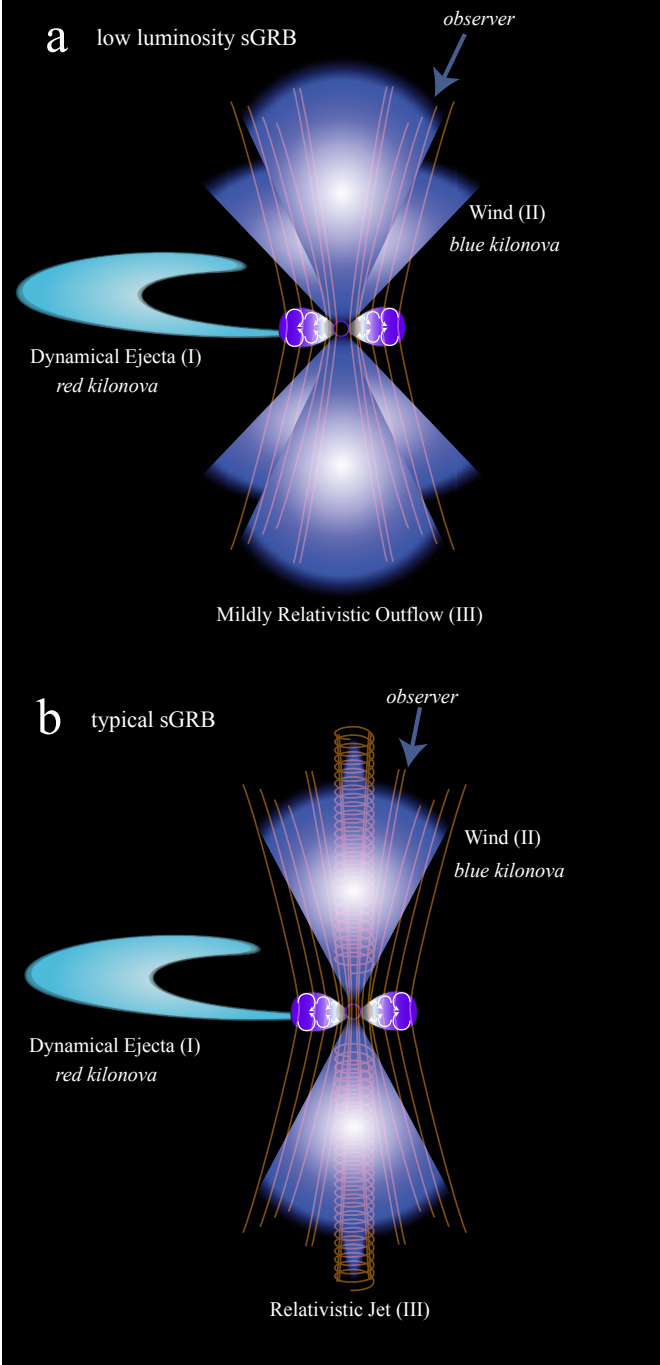 a low luminosity sGRB
observer
Wind (II)
blue kilonova
Dynamical Ejecta (I)
red kilonova
Mildly Relativistic Outflow (III)
b typical sGRB
observer
Wind (II)
blue kilonova
Dynamical Ejecta (I)
red kilonova
Relativistic Jet (III)